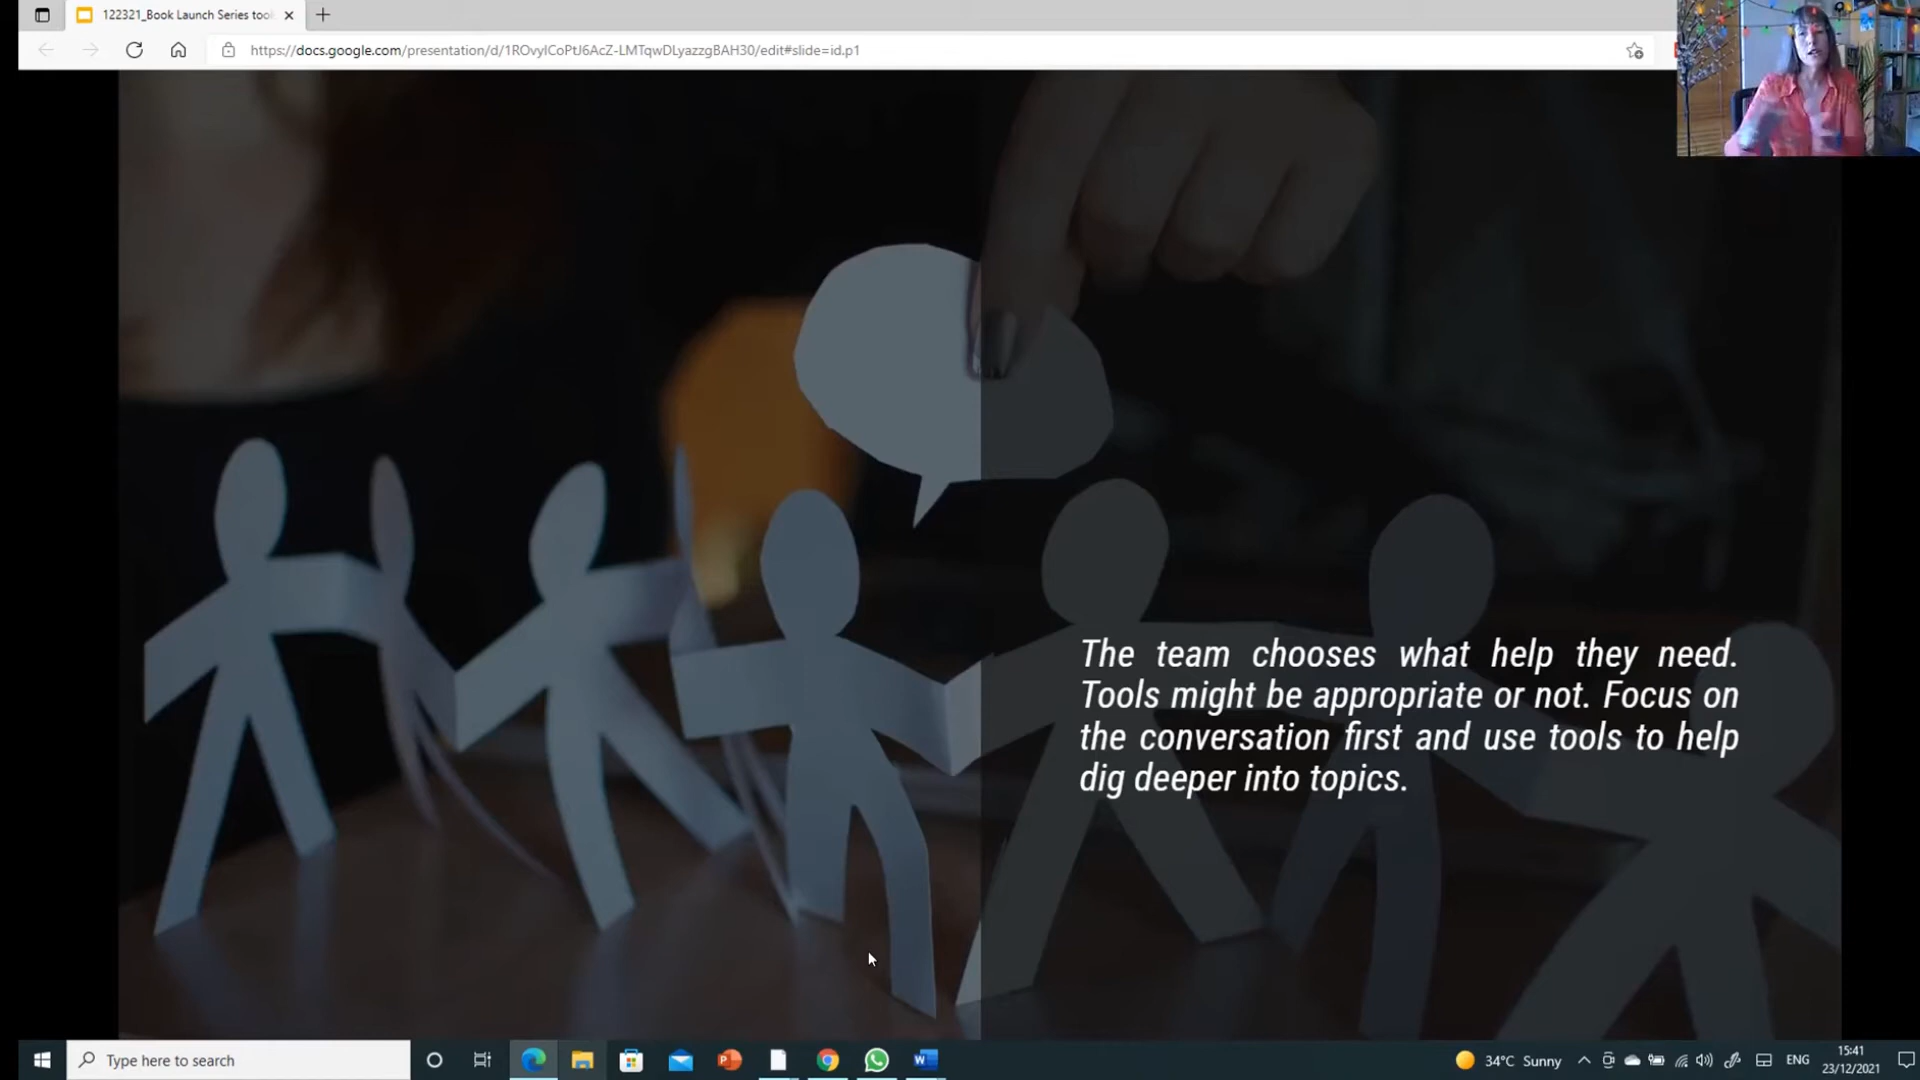 122321_Book Launch Series tool
https://docs.google.com/presentation/d/1ROvylCoPtJ6AcZ-LMTqwDLyazzgBAH30/edit#slide=id.p1
The team chooses what help they need.
Tools might be appropriate or not. Focus on
the conversation first and use tools to help
dig deeper into topics.
Type here to search
34°C Sunny
ENG
15:41
23/12/2021